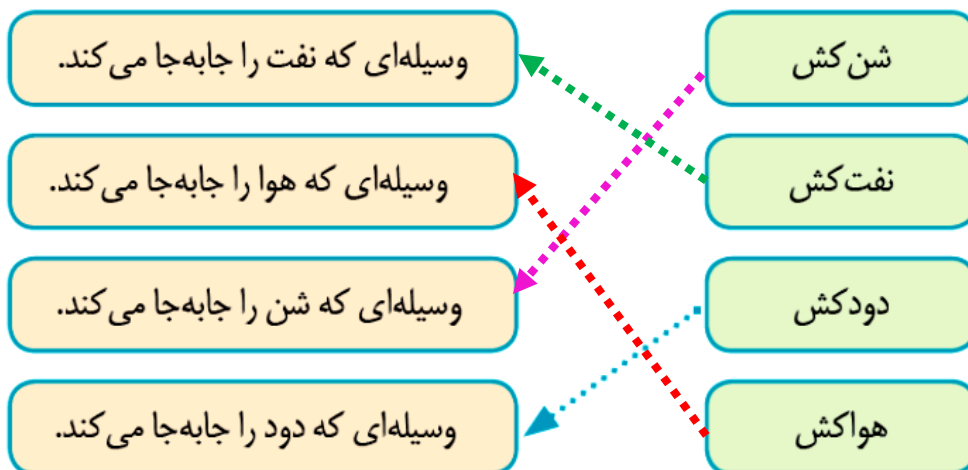 شن‌کش
وسیله‌ای که نفت را جابه‌جا می‌کند.
نفت‌کش
وسیله‌ای که هوا را جابه‌جا می‌کند.
دودکش
وسیله‌ای که شن را جابه‌جا می‌کند.
هواکش
وسیله‌ای که دود را جابه‌جا می‌کند.